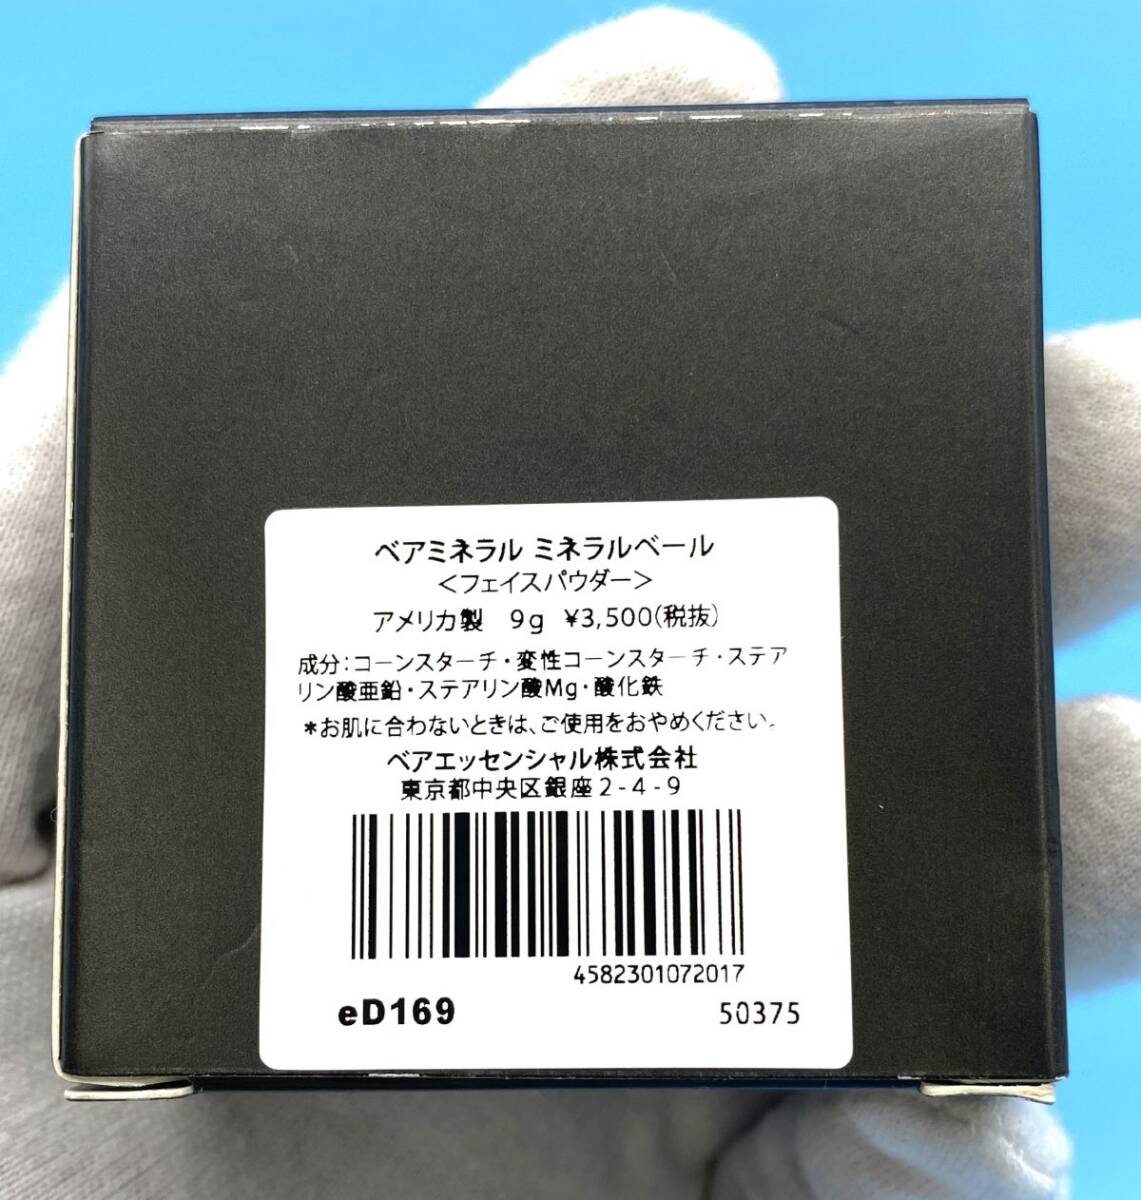 ベアミネラル ミネラルベール
＜フェイスパウダー＞
アメリカ製　9g　¥3,500(税抜)
成分：コーンスターチ・変性コーンスターチ・ステア
リン酸亜鉛・ステアリン酸Mg・酸化鉄
*お肌に合わないときは、ご使用をおやめください。
ベアエッセンシャル株式会社
東京都中央区銀座2-4-9
4582301072017
eD169 50375